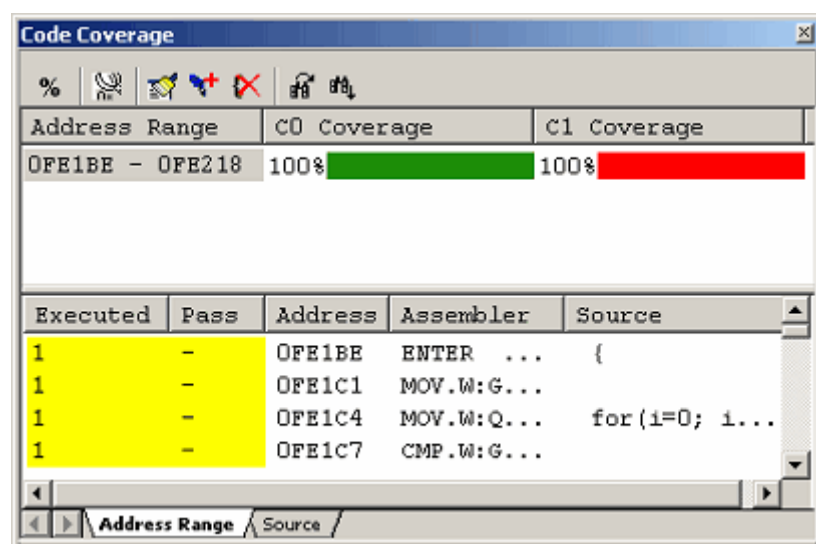 Code Coverage
%
Address Range C0 Coverage C1 Coverage
0FE1BE - 0FE218 100% 100%
Executed Pass Address Assembler Source
1 - 0FE1BE ENTER ... {
1 - 0FE1C1 MOV.W:G...
1 - 0FE1C4 MOV.W:Q... for(i=0; i...
1 - 0FE1C7 CMP.W:G...
Address Range Source